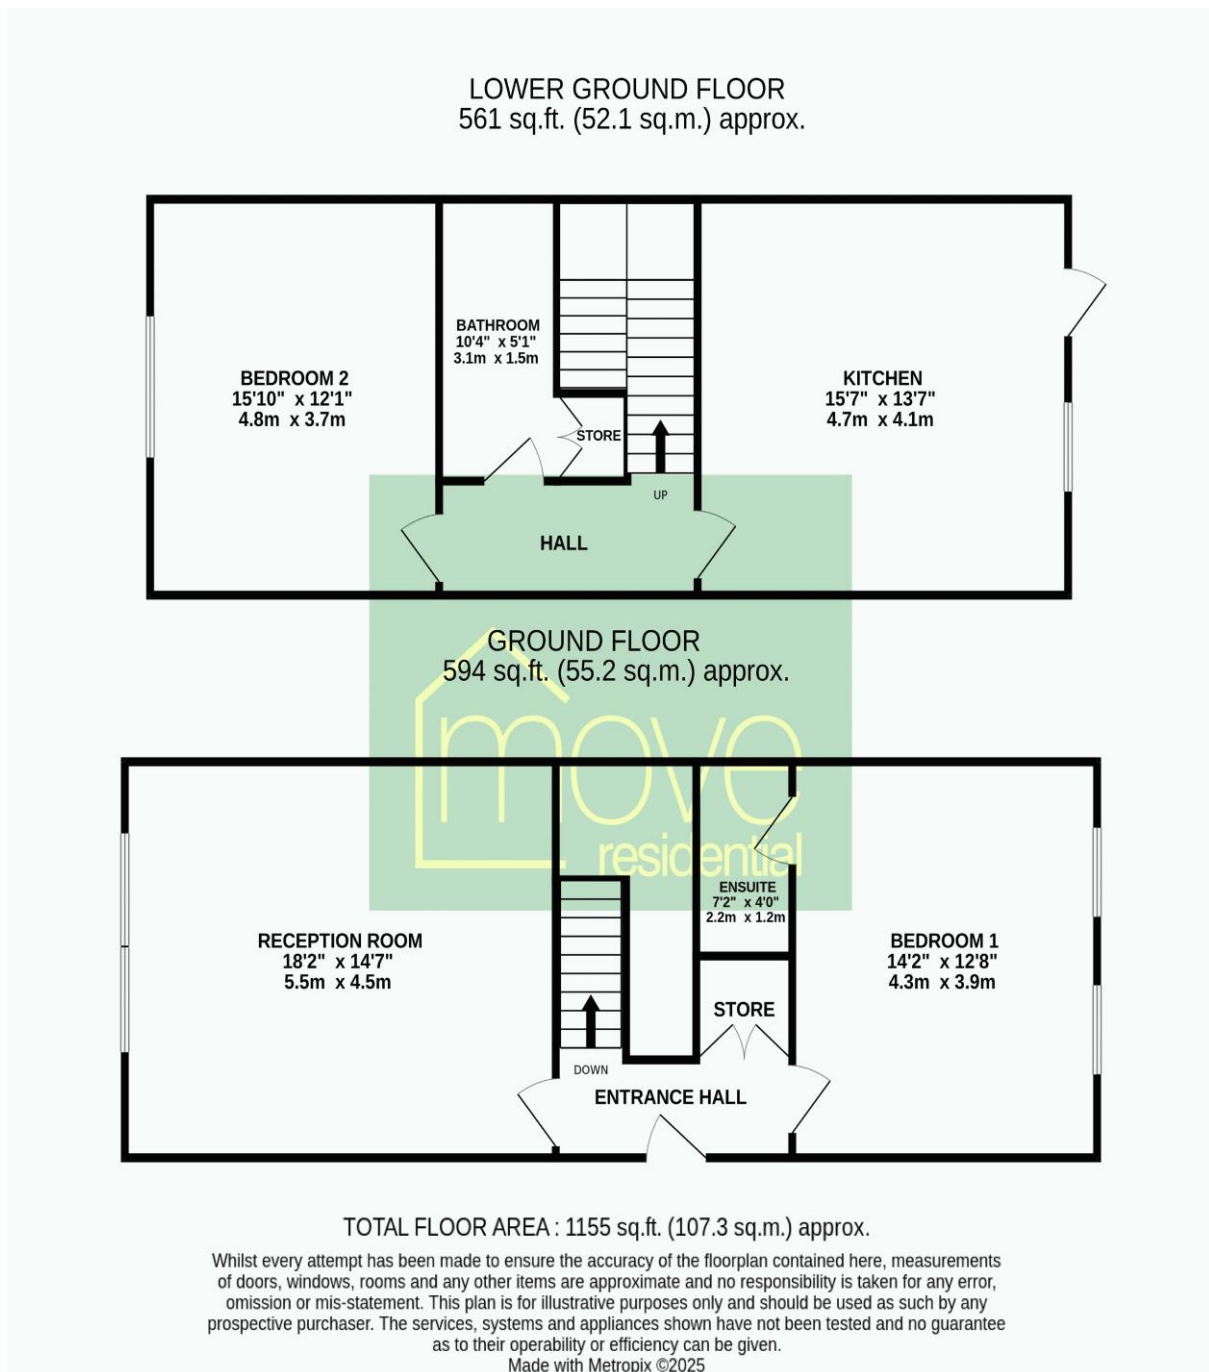 LOWER GROUND FLOOR
561 sq.ft. (52.1 sq.m.) approx.
BEDROOM 2
15'10" x 12'1"
4.8m x 3.7m
BATHROOM
10'4" x 5'1"
3.1m x 1.5m
STORE
UP
HALL
KITCHEN
15'7" x 13'7"
4.7m x 4.1m
GROUND FLOOR
594 sq.ft. (55.2 sq.m.) approx.
move
residential
RECEPTION ROOM
18'2" x 14'7"
5.5m x 4.5m
ENSUITE
7'2" x 4'0"
2.2m x 1.2m
STORE
DOWN
ENTRANCE HALL
BEDROOM 1
14'2" x 12'8"
4.3m x 3.9m
TOTAL FLOOR AREA : 1155 sq.ft. (107.3 sq.m.) approx.
Whilst every attempt has been made to ensure the accuracy of the floorplan contained here, measurements
of doors, windows, rooms and any other items are approximate and no responsibility is taken for any error,
omission or mis-statement. This plan is for illustrative purposes only and should be used as such by any
prospective purchaser. The services, systems and appliances shown have not been tested and no guarantee
as to their operability or efficiency can be given.
Made with Metropix ©2025